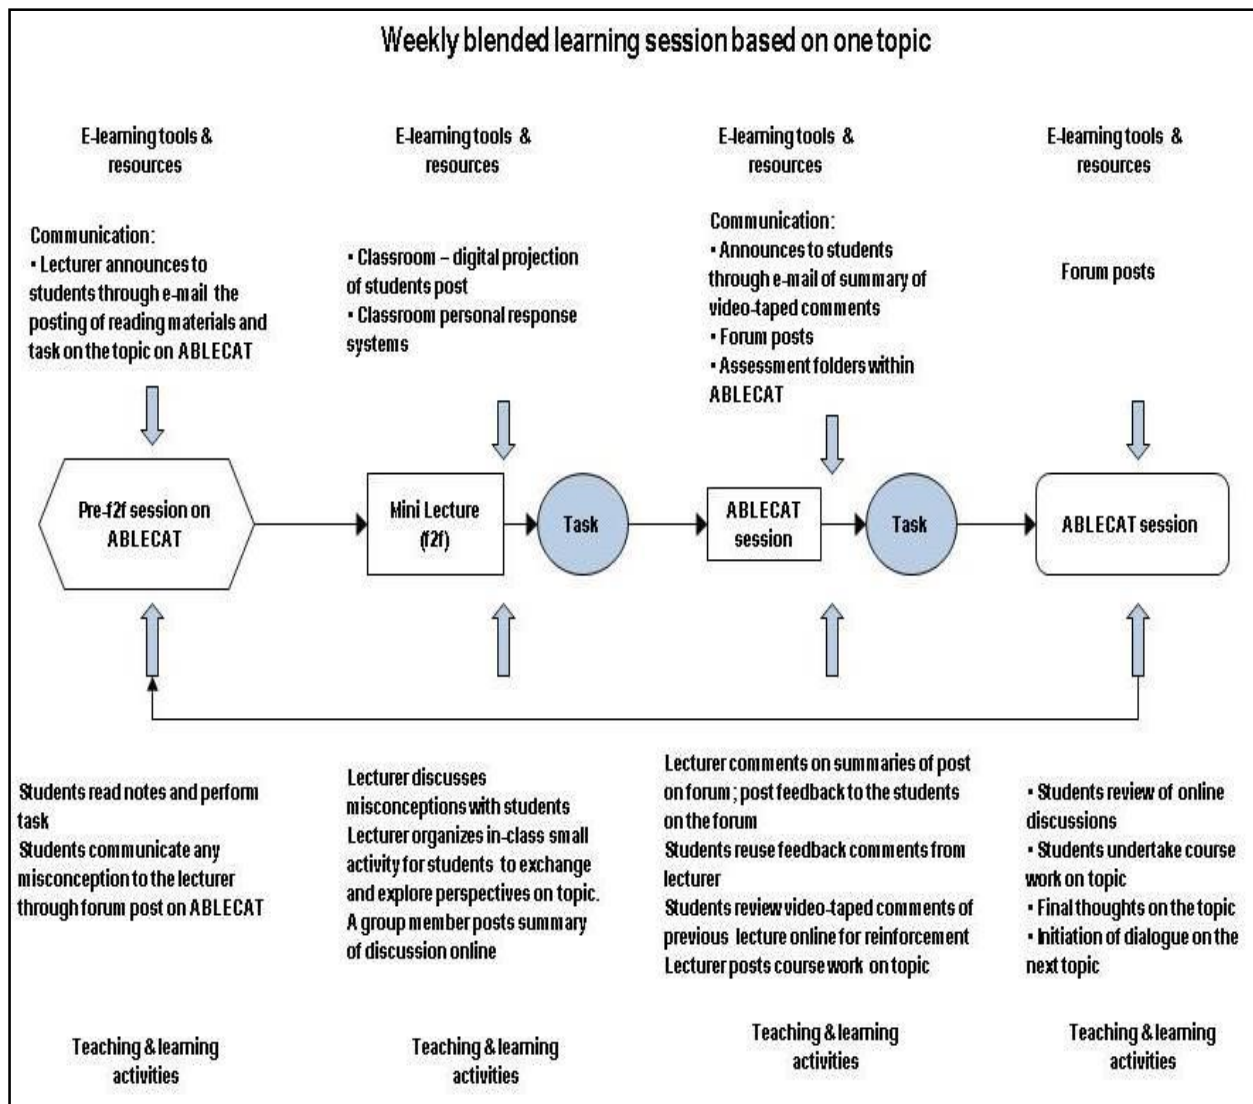 Weekly blended learning session based on one topic
E-learning tools &
resources
E-learning tools &
resources
E-learning tools &
resources
E-learning tools &
resources
Communication:
▪ Lecturer announces to
students through e-mail the
posting of reading materials and
task on the topic on ABLECAT
▪ Classroom – digital projection
of students post
▪ Classroom personal response
systems
Communication:
▪ Announces to students
through e-mail of summary of
video-taped comments
▪ Forum posts
▪ Assessment folders within
ABLECAT
Forum posts
Pre-f2f session on
ABLECAT
Mini Lecture
(f2f)
Task
ABLECAT
session
Task
ABLECAT session
Students read notes and perform
task
Students communicate any
misconception to the lecturer
through forum post on ABLECAT
Lecturer discusses
misconceptions with students
Lecturer organizes in-class small
activity for students to exchange
and explore perspectives on topic.
A group member posts summary
of discussion online
Lecturer comments on summaries of post
on forum; post feedback to the students
on the forum
Students reuse feedback comments from
lecturer
Students review video-taped comments of
previous lecture online for reinforcement
Lecturer posts course work on topic
▪ Students review of online
discussions
▪ Students undertake course
work on topic
▪ Final thoughts on the topic
▪ Initiation of dialogue on the
next topic
Teaching & learning
activities
Teaching & learning
activities
Teaching & learning
activities
Teaching & learning
activities